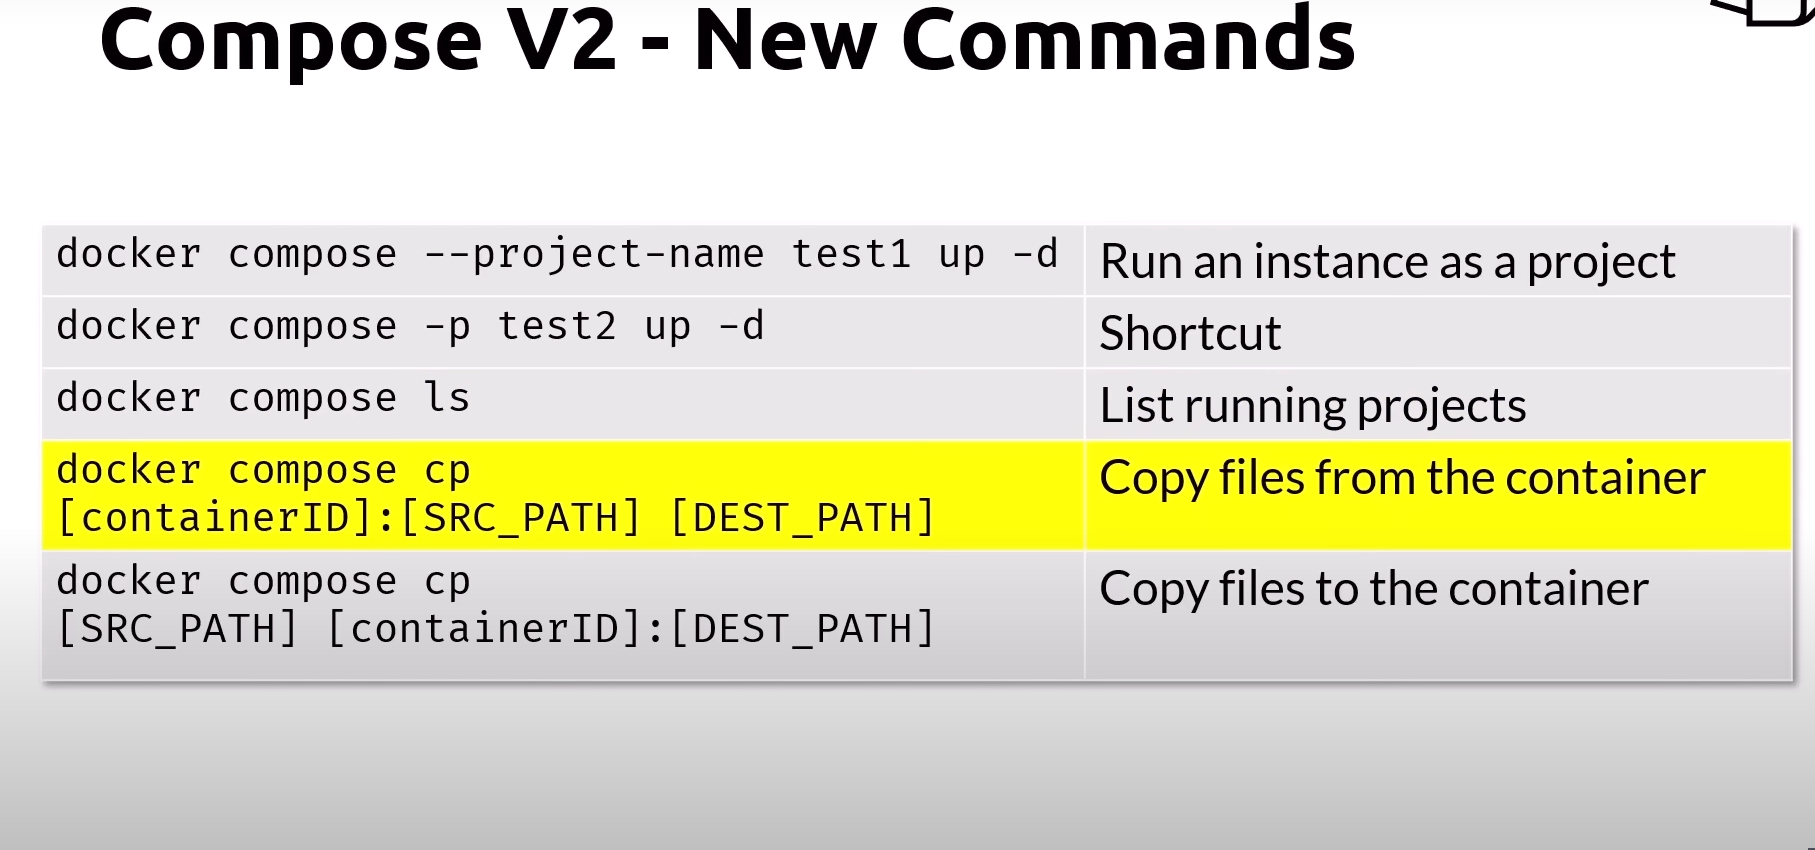 Compose V2 - New Commands
docker compose --project-name test1 up -d
Run an instance as a project
docker compose -p test2 up -d
Shortcut
docker compose ls
List running projects
docker compose cp
[containerID]:[SRC_PATH] [DEST_PATH]
Copy files from the container
docker compose cp
[SRC_PATH] [containerID]:[DEST_PATH]
Copy files to the container